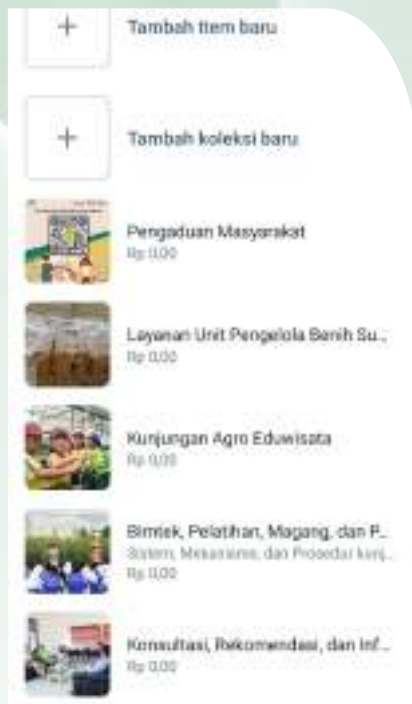 Tambah item baru
Tambah koleksi baru
Pengaduan Masyarakat
Rp 0,00
Layanan Unit Pengelola Benih Su...
Rp 0,00
Kunjungan Agro Eduwisata
Rp 0,00
Bimtek, Pelatihan, Magang, dan P...
Sistem, Mekanisme, dan Prosedur kunj...
Rp 0,00
Konsultasi, Rekomendasi, dan Inf...
Rp 0,00